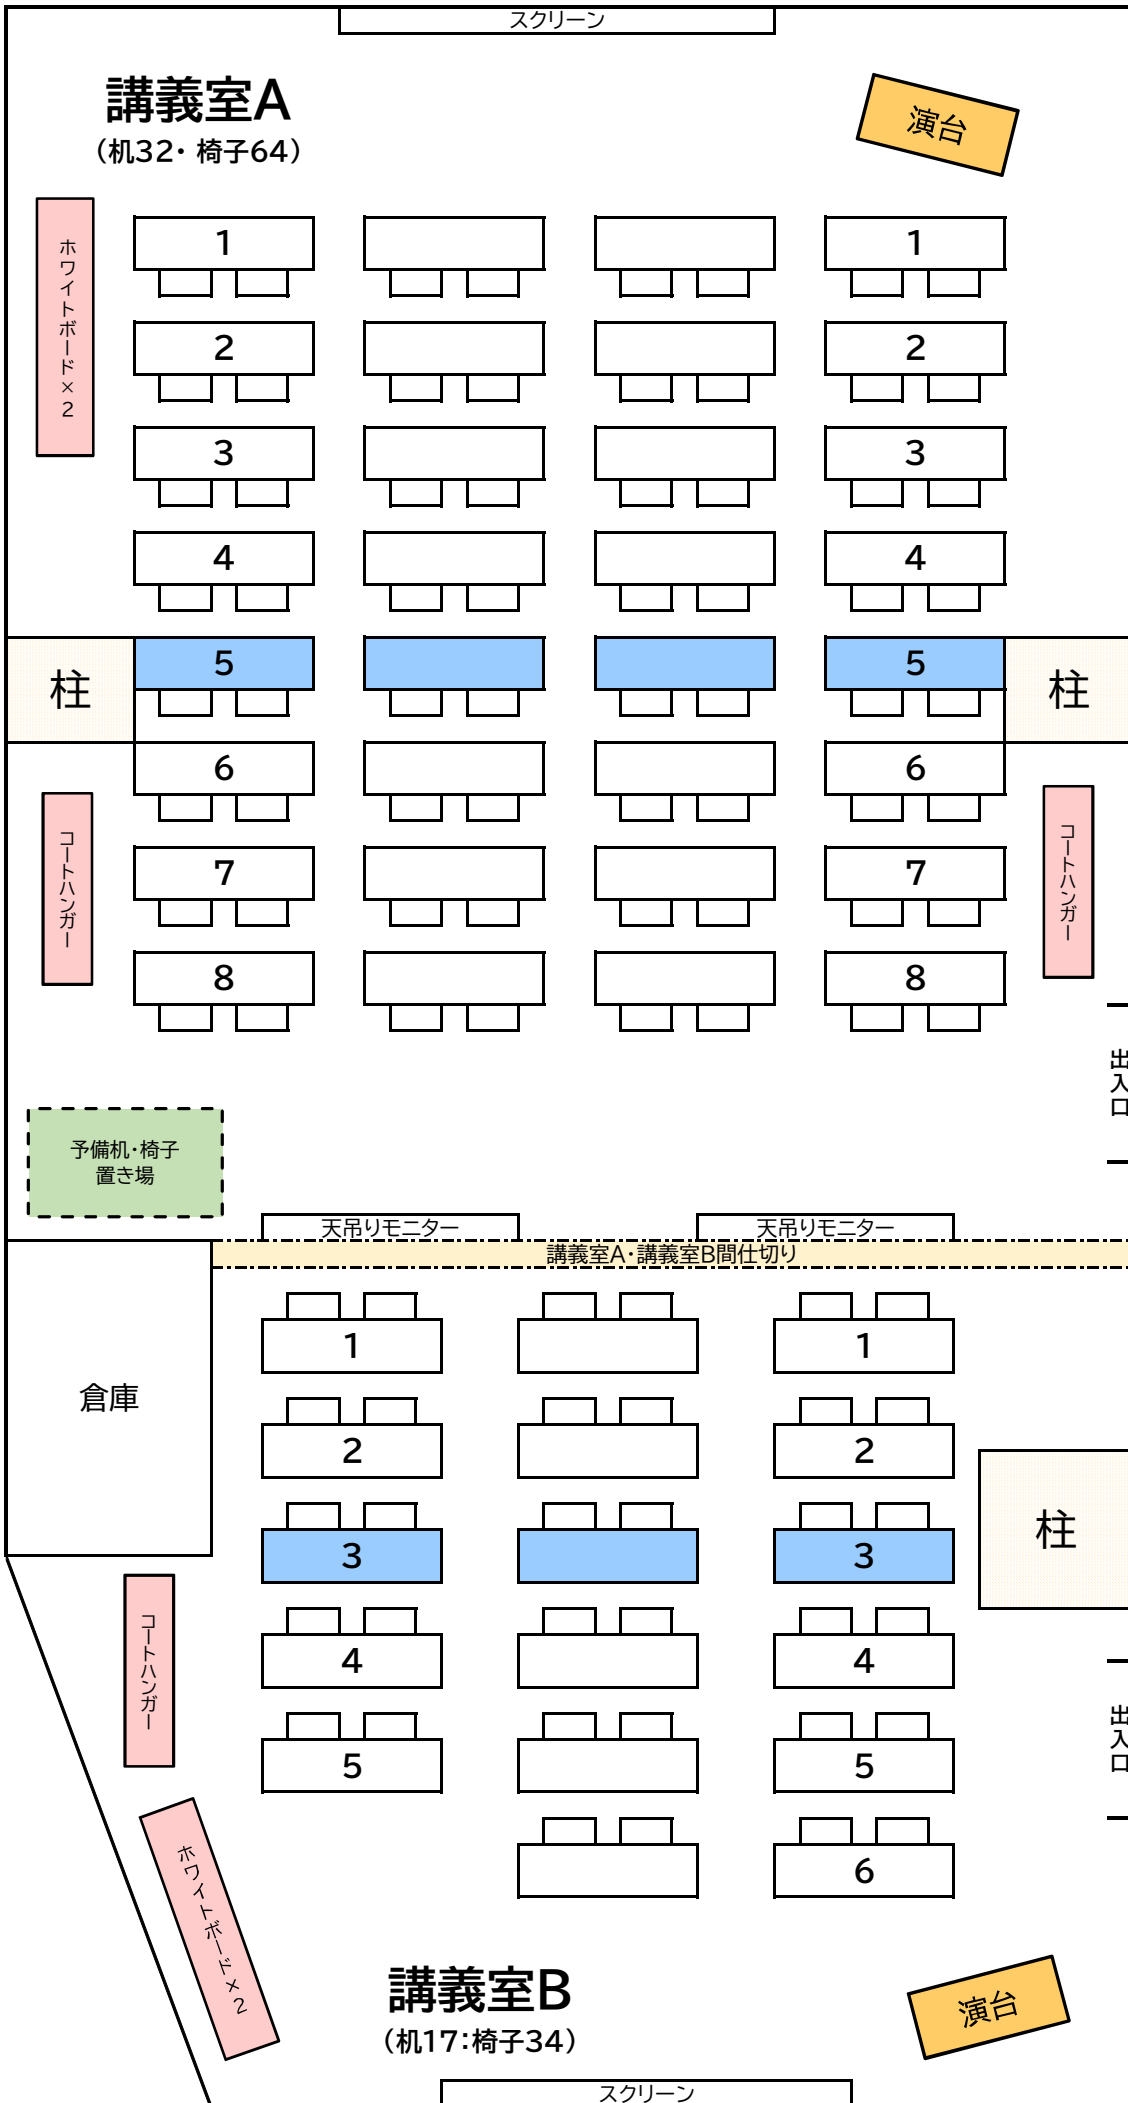 スクリーン
講義室A
（机32・椅子64）
演台
ホワイトボード×2
1
1
2
2
3
3
4
4
柱
5
5
柱
6
6
コートハンガー
コートハンガー
7
7
8
8
出入口
予備机・椅子
置き場
天吊りモニター
天吊りモニター
講義室A・講義室B間仕切り
倉庫
1
1
2
2
柱
3
3
コートハンガー
4
4
出入口
5
5
6
ホワイトボード×2
講義室B
（机17：椅子34）
演台
スクリーン